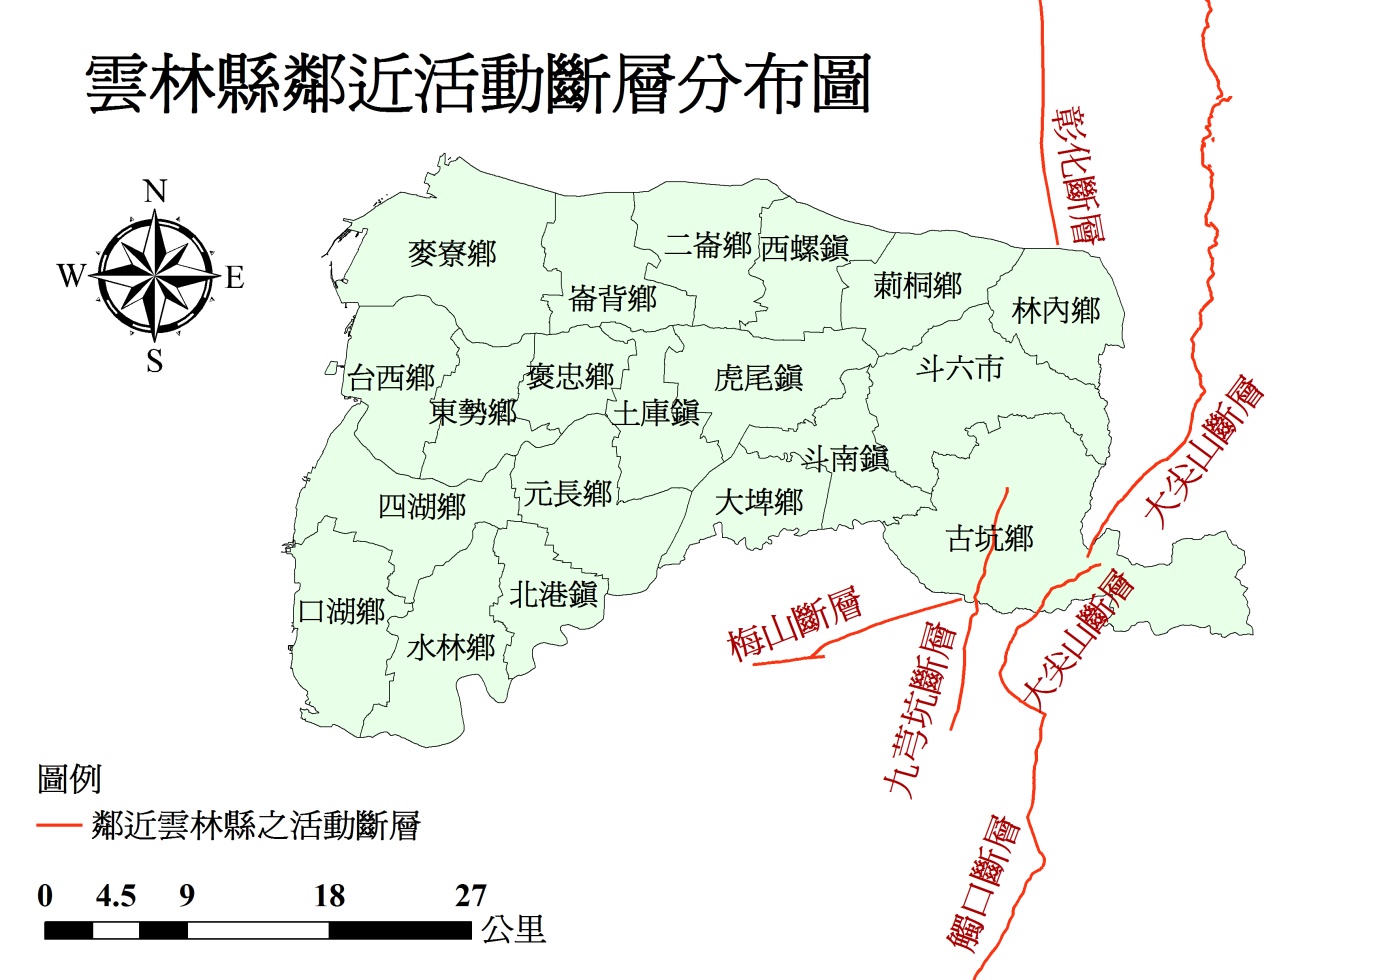 雲林縣鄰近活動斷層分布圖
N
W
E
S
彰化斷層
麥寮鄉
崙背鄉
二崙鄉
西螺鎮
莿桐鄉
林內鄉
台西鄉
東勢鄉
褒忠鄉
土庫鎮
虎尾鎮
斗六市
斗南鎮
大尖山斷層
四湖鄉
元長鄉
大埤鄉
古坑鄉
口湖鄉
水林鄉
北港鎮
梅山斷層
九芎坑斷層
大尖山斷層
觸口斷層
圖例
鄰近雲林縣之活動斷層
0 4.5 9 18 27
公里